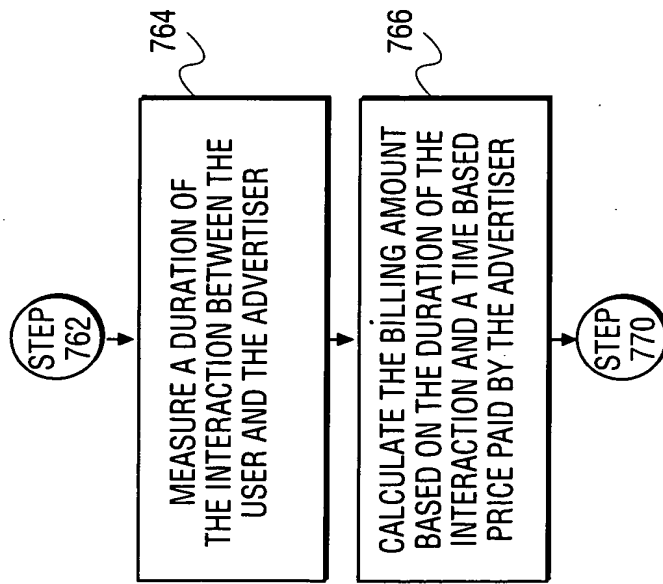 STEP
762
764
MEASURE A DURATION OF
THE INTERACTION BETWEEN THE
USER AND THE ADVERTISER
766
CALCULATE THE BILLING AMOUNT
BASED ON THE DURATION OF THE
INTERACTION AND A TIME BASED
PRICE PAID BY THE ADVERTISER
STEP
770